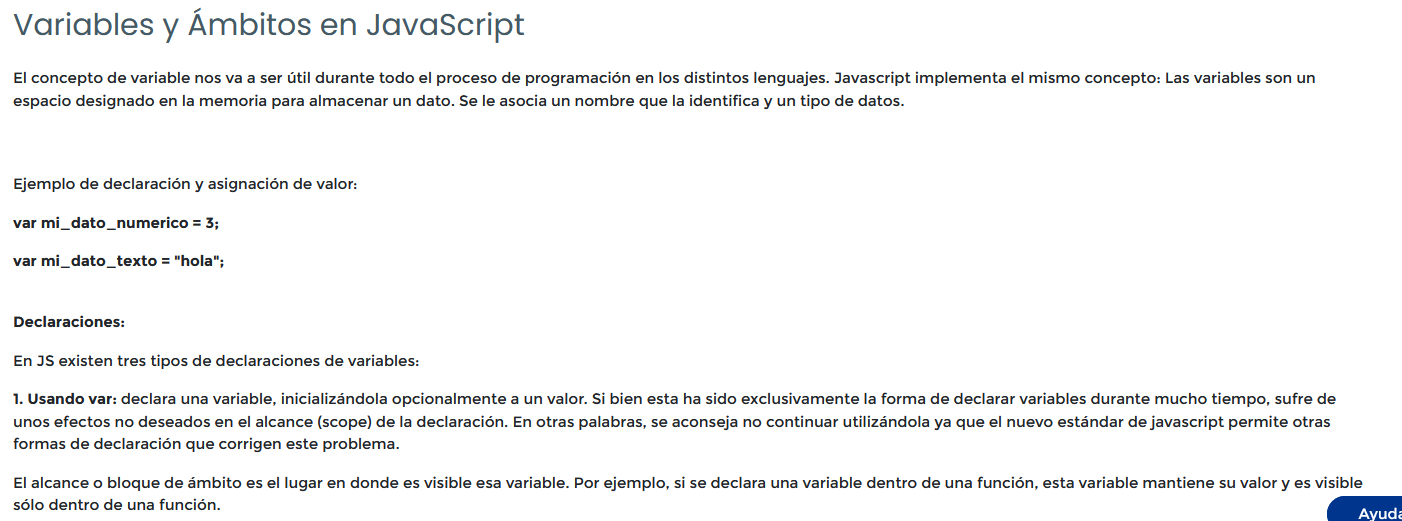 Variables y Ámbitos en JavaScript
El concepto de variable nos va a ser útil durante todo el proceso de programación en los distintos lenguajes. Javascript implementa el mismo concepto: Las variables son un
espacio designado en la memoria para almacenar un dato. Se le asocia un nombre que la identifica y un tipo de datos.
Ejemplo de declaración y asignación de valor:
var mi_dato_numerico = 3;
var mi_dato_texto = "hola";
Declaraciones:
En JS existen tres tipos de declaraciones de variables:
1. Usando var: declara una variable, inicializándola opcionalmente a un valor. Si bien esta ha sido exclusivamente la forma de declarar variables durante mucho tiempo, sufre de
unos efectos no deseados en el alcance (scope) de la declaración. En otras palabras, se aconseja no continuar utilizándola ya que el nuevo estándar de javascript permite otras
formas de declaración que corrigen este problema.
El alcance o bloque de ámbito es el lugar en donde es visible esa variable. Por ejemplo, si se declara una variable dentro de una función, esta variable mantiene su valor y es visible
sólo dentro de una función.
Ayuda